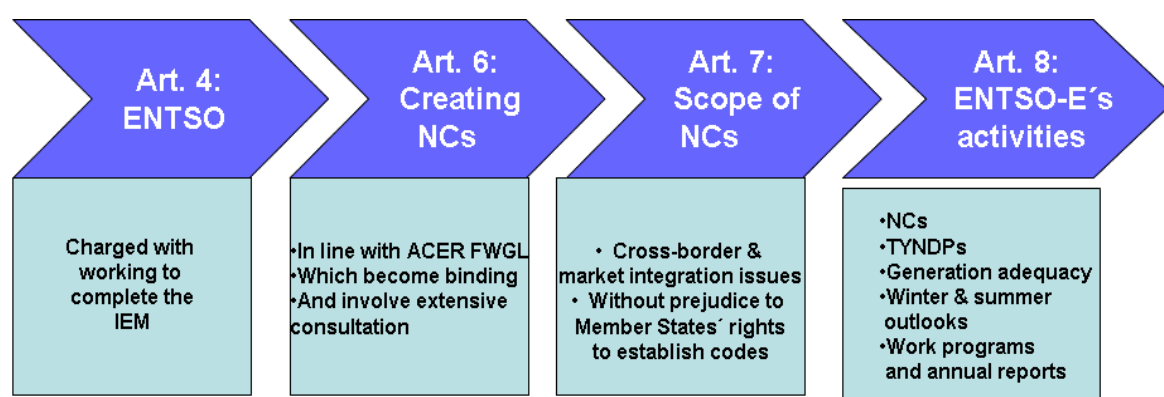 Art. 4:
ENTSO
Art. 6:
Creating
NCs
Art. 7:
Scope of
NCs
Art. 8:
ENTSO-E´s
activities
Charged with
working to
complete the
IEM
•In line with ACER FWGL
•Which become binding
•And involve extensive
consultation
• Cross-border &
market integration issues
• Without prejudice to
Member States´ rights
to establish codes
•NCs
•TYNDPs
•Generation adequacy
•Winter & summer
outlooks
•Work programs
and annual reports